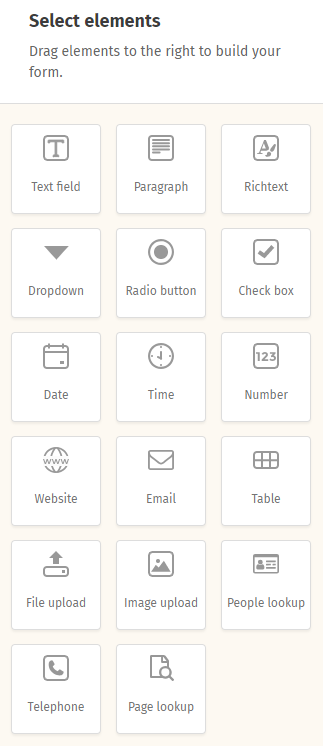 Select elements
Drag elements to the right to build your
form.
Text field
Paragraph
Richtext
Dropdown
Radio button
Check box
Date
123
Time
Number
www
Website
Email
Table
File upload
Image upload
People lookup
Telephone
Page lookup